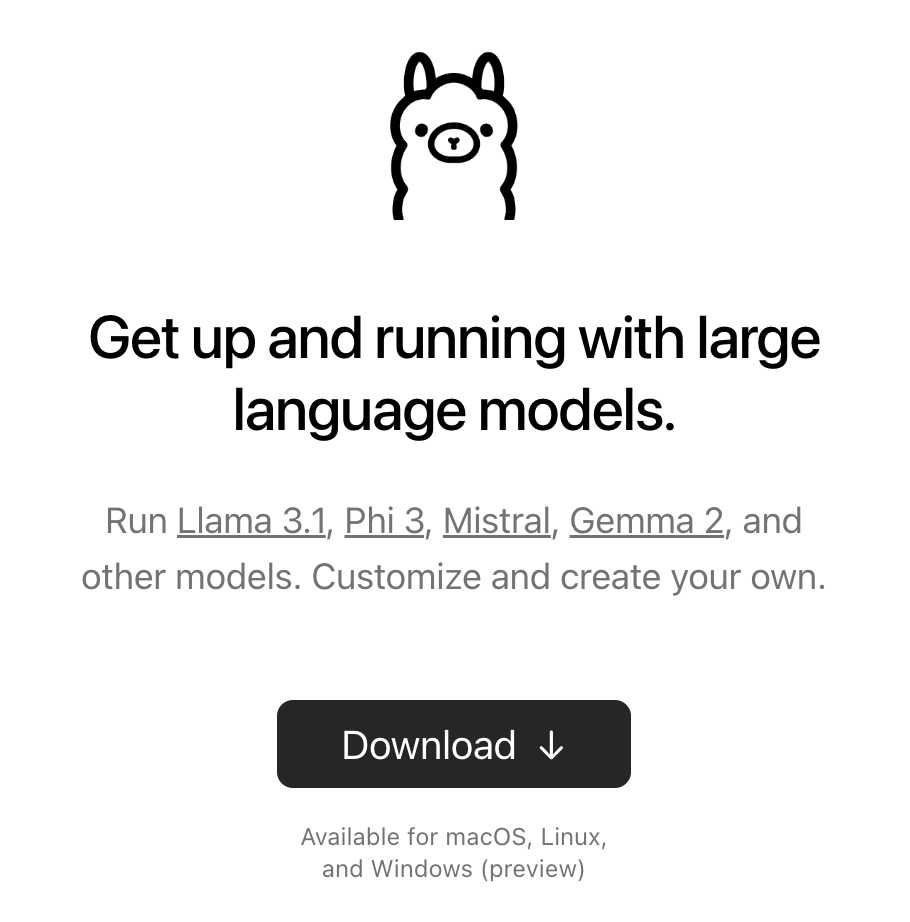 Get up and running with large
language models.
Run Llama 3.1, Phi 3, Mistral, Gemma 2, and
other models. Customize and create your own.
Download ↓
Available for macOS, Linux,
and Windows (preview)